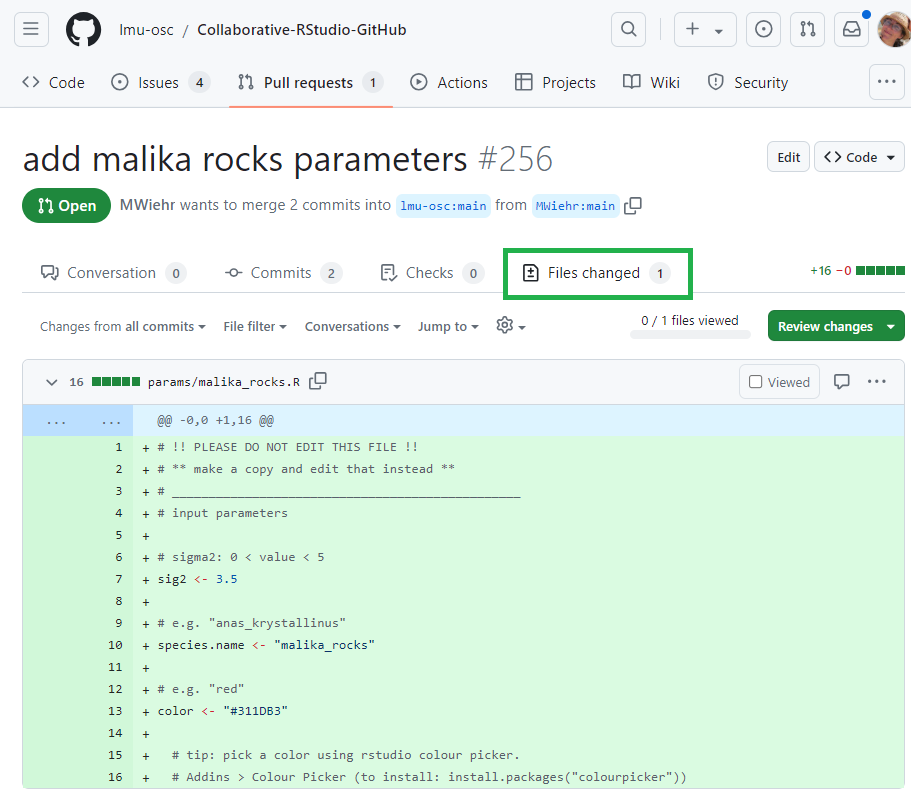 lmu-osc / Collaborative-RStudio-GitHub
Code Issues 4 Pull requests 1 Actions Projects Wiki Security
add malika rocks parameters #256
Edit <> Code
Open MWiehr wants to merge 2 commits into lmu-osc:main from MWiehr:main
Conversation 0 Commits 2 Checks 0 Files changed 1 +16 −0
Changes from all commits File filter Conversations Jump to 0 / 1 files viewed Review changes
16 params/malika_rocks.R Viewed
... ... @@ -0,0 +1,16 @@
1 + # !! PLEASE DO NOT EDIT THIS FILE !!
2 + # ** make a copy and edit that instead **
3 + # ________________________________________________
4 + # input parameters
5 +
6 + # sigma2: 0 < value < 5
7 + sig2 <- 3.5
8 +
9 + # e.g. "anas_krystallinus"
10 + species.name <- "malika_rocks"
11 +
12 + # e.g. "red"
13 + color <- "#311DB3"
14 +
15 + # tip: pick a color using rstudio colour picker.
16 + # Addins > Colour Picker (to install: install.packages("colourpicker"))